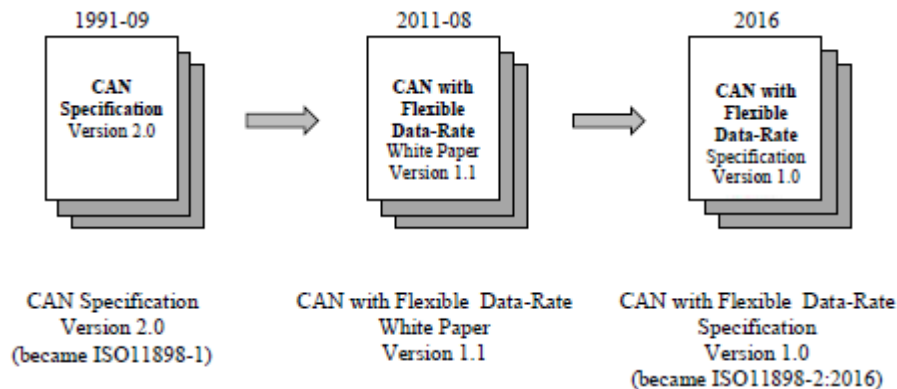 1991-09
CAN
Specification
Version 2.0
2011-08
CAN with
Flexible
Data-Rate
White Paper
Version 1.1
2016
CAN with
Flexible
Data-Rate
Specification
Version 1.0
CAN Specification
Version 2.0
(became ISO11898-1)
CAN with Flexible Data-Rate
White Paper
Version 1.1
CAN with Flexible Data-Rate
Specification
Version 1.0
(became ISO11898-2:2016)